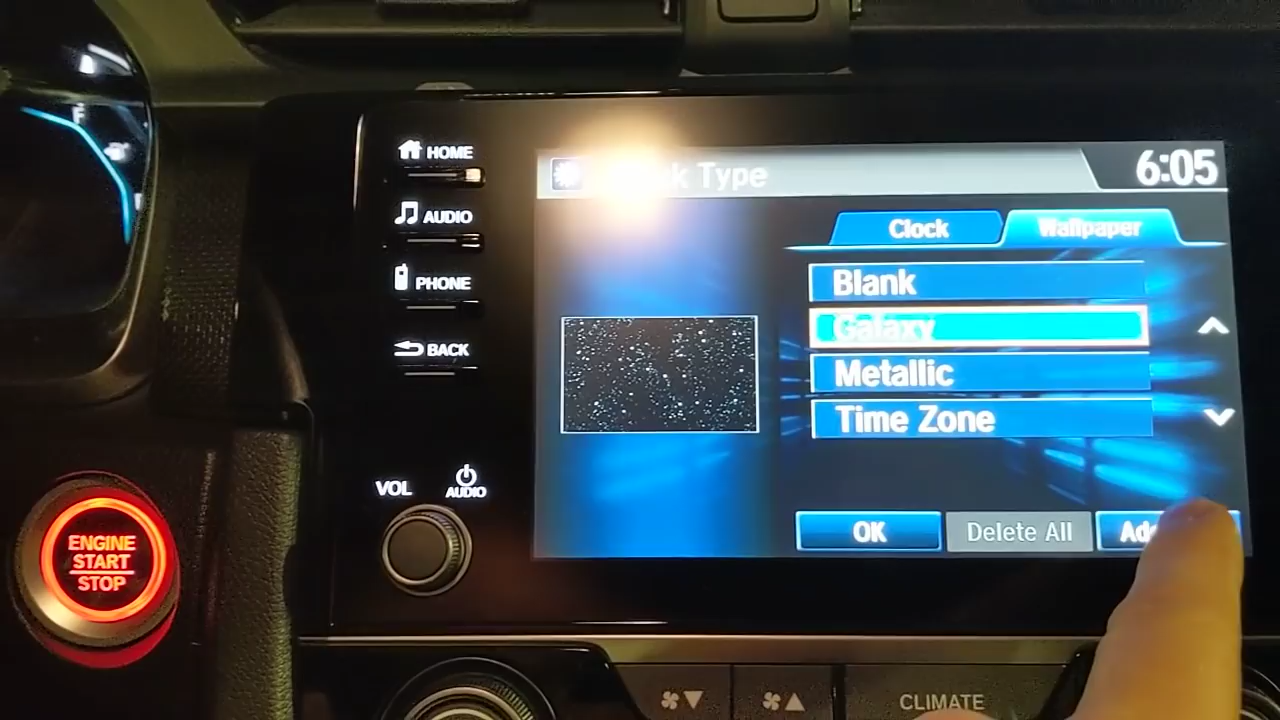 F
HOME
AUDIO
PHONE
BACK
VOL
AUDIO
ENGINE
START
STOP
Type
6:05
Clock
Wallpaper
Blank
Galaxy
Metallic
Time Zone
OK
Delete All
CLIMATE